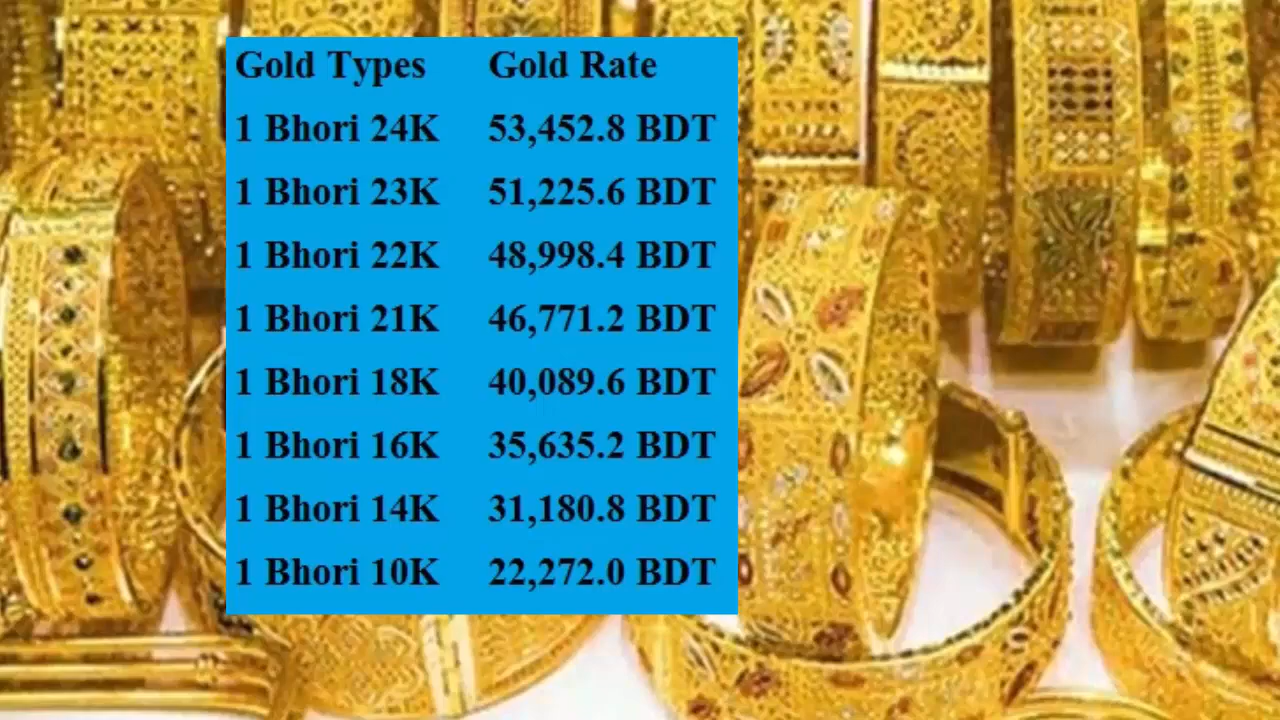 Gold Types Gold Rate
1 Bhori 24K 53,452.8 BDT
1 Bhori 23K 51,225.6 BDT
1 Bhori 22K 48,998.4 BDT
1 Bhori 21K 46,771.2 BDT
1 Bhori 18K 40,089.6 BDT
1 Bhori 16K 35,635.2 BDT
1 Bhori 14K 31,180.8 BDT
1 Bhori 10K 22,272.0 BDT